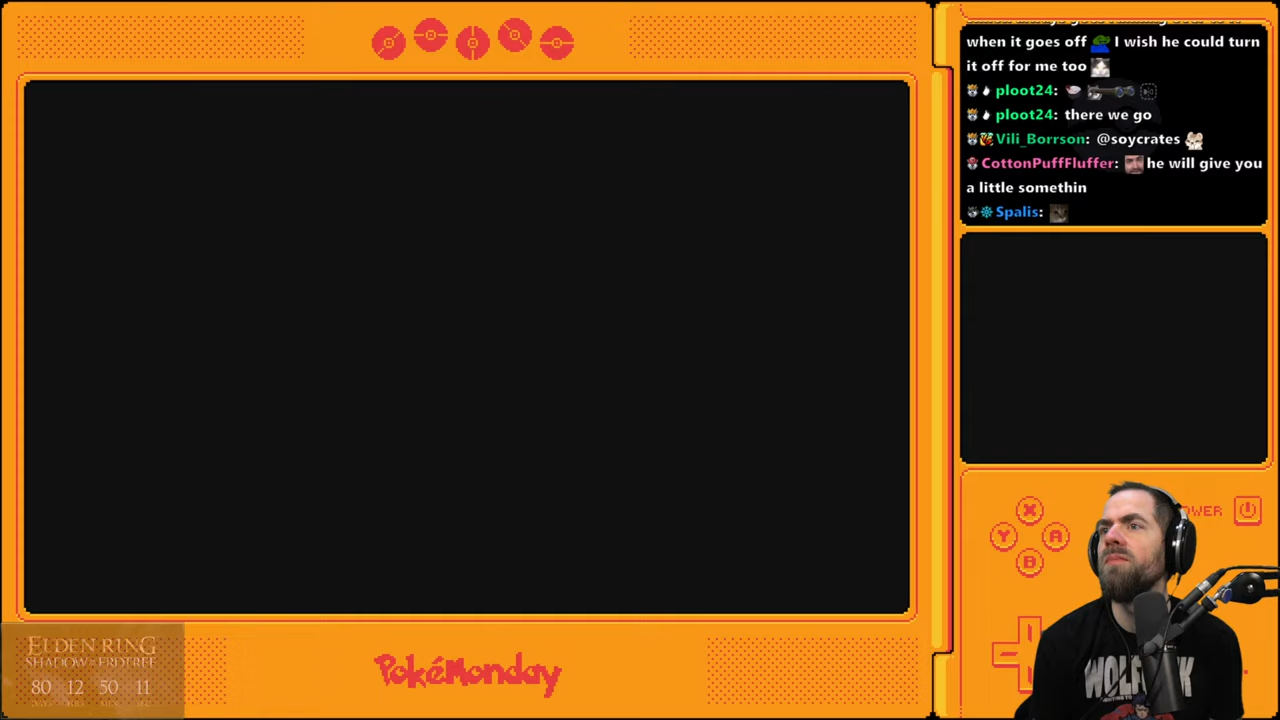 when it goes off I wish he could turn
it off for me too
ploot24:
ploot24: there we go
Vili_Borrson: @soycrates
CottonPuffFluffer: he will give you
a little somethin
Spalis:
X
Y A
B
OWER
WOLF
ELDEN RING
SHADOW OF THE ERDTREE
80 12 50 11
DAYS
PokéMonday